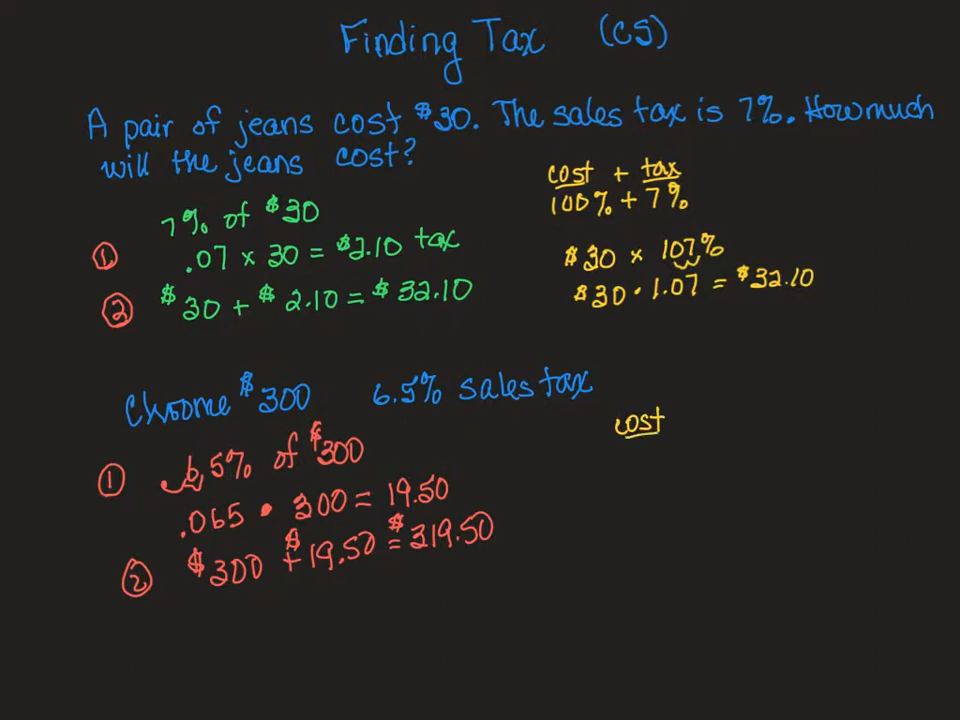 Finding Tax (CS)
A pair of jeans cost $30. The sales tax is 7%. How much
will the jeans cost?
7% of $30
① .07 x 30 = $2.10 tax
② $30 + $2.10 = $32.10
cost + tax
100% + 7%
$30 x 107%
$30 · 1.07 = $32.10
$300 6.5% sales tax
① 6.5% of $300
.065 · 300 = 19.50
② $300 + $19.50 = $319.50
cost